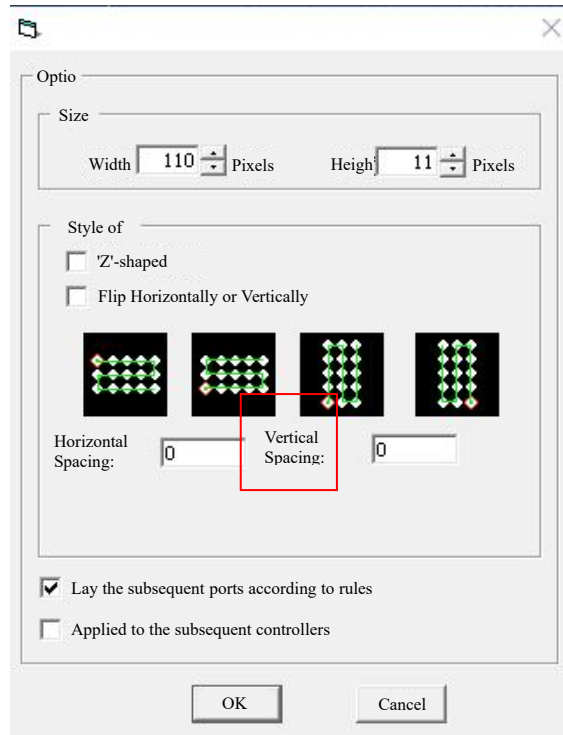 Optio
Size
Width 110 Pixels Heigh 11 Pixels
Style of
'Z'-shaped
Flip Horizontally or Vertically
Horizontal
Spacing: 0
Vertical
Spacing: 0
Lay the subsequent ports according to rules
Applied to the subsequent controllers
OK Cancel